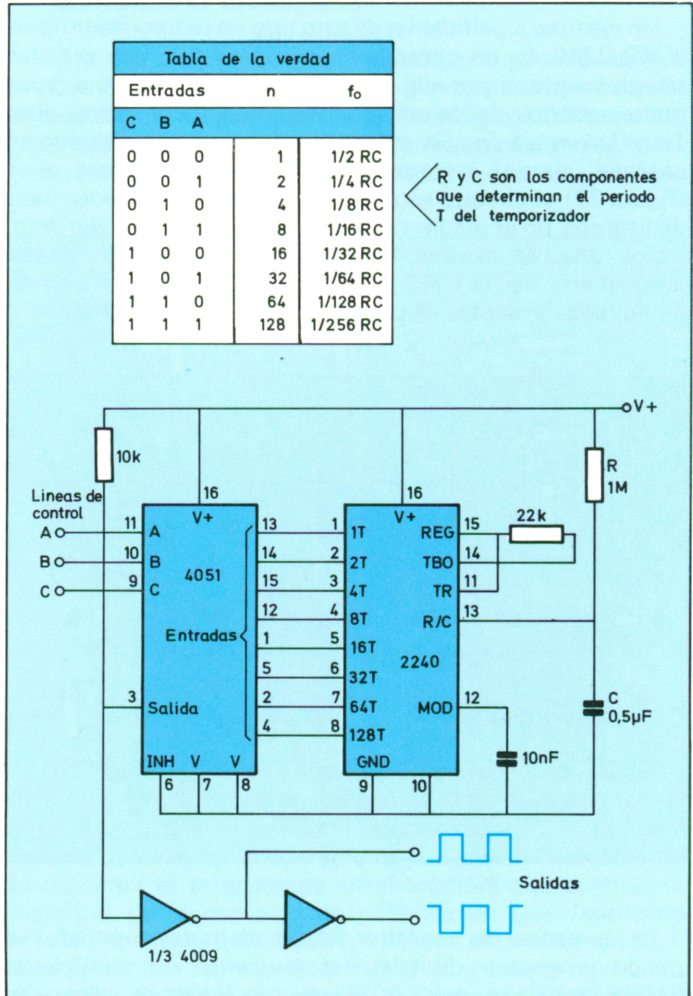 Tabla de la verdad
Entradas n fo
C B A
0 0 0 1 1/2 RC
0 0 1 2 1/4 RC
0 1 0 4 1/8 RC
0 1 1 8 1/16 RC
1 0 0 16 1/32 RC
1 0 1 32 1/64 RC
1 1 0 64 1/128 RC
1 1 1 128 1/256 RC
R y C son los componentes
que determinan el periodo
T del temporizador
V+
10k
R
1M
Lineas de
control
16
16
22k
A 11 A V+ 13 1 1T V+ REG 15
B 10 B 14 2 2T TBO 14
C 9 C 4051 15 3 4T TR 11
12 4 8T R/C 13
Entradas 1 5 16T
5 6 32T 2240
3 Salida 2 7 64T MOD 12
4 8 128T
C
0,5µF
10nF
INH V V GND
6 7 8 9 10
Salidas
1/3 4009